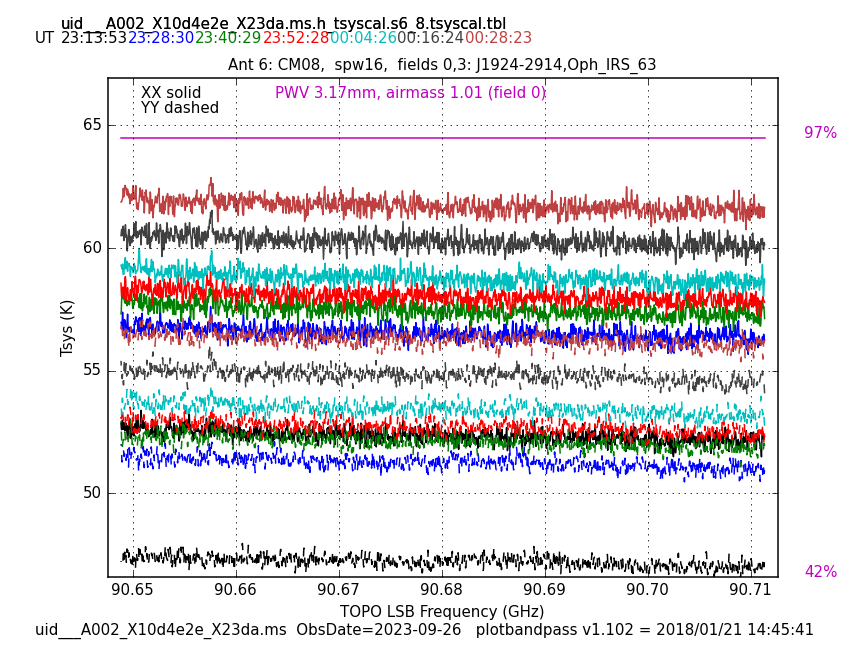 uid___A002_X10d4e2e_X23da.ms.h_tsyscal.s6_8.tsyscal.tbl
UT 23:13:53 23:28:30 23:40:29 23:52:28 00:04:26 00:16:24 00:28:23
Ant 6: CM08,  spw16,  fields 0,3: J1924-2914,Oph_IRS_63
XX solid
PWV 3.17mm, airmass 1.01 (field 0)
YY dashed
65
97%
60
55
50
42%
Tsys (K)
90.65 90.66 90.67 90.68 90.69 90.70 90.71
TOPO LSB Frequency (GHz)
uid___A002_X10d4e2e_X23da.ms  ObsDate=2023-09-26   plotbandpass v1.102 = 2018/01/21 14:45:41